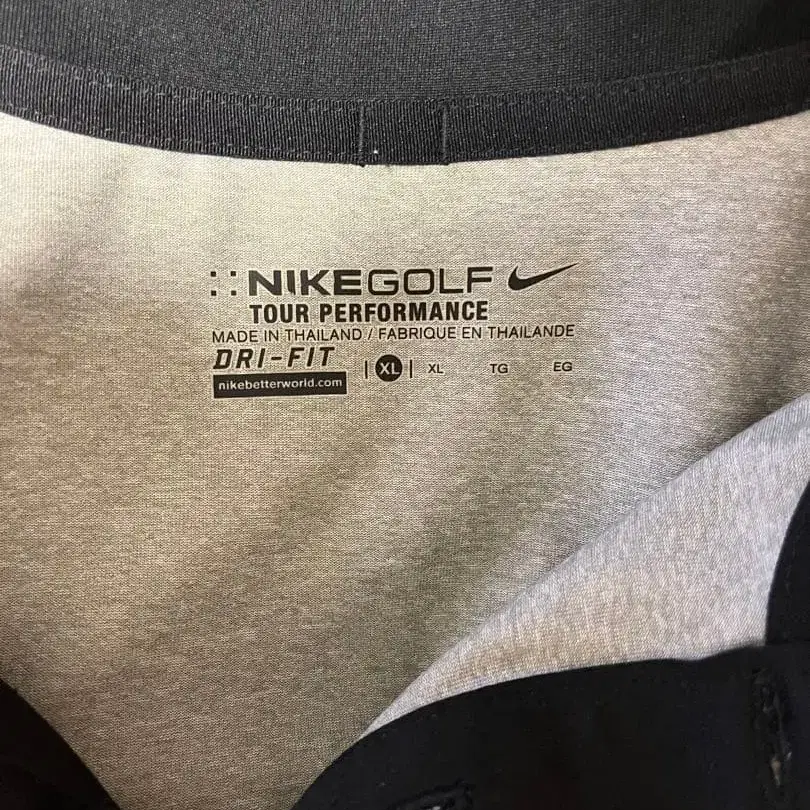 NIKEGOLF
TOUR PERFORMANCE
MADE IN THAILAND / FABRIQUE EN THAILANDE
DRI-FIT
nikebetterworld.com
| XL | XL TG EG